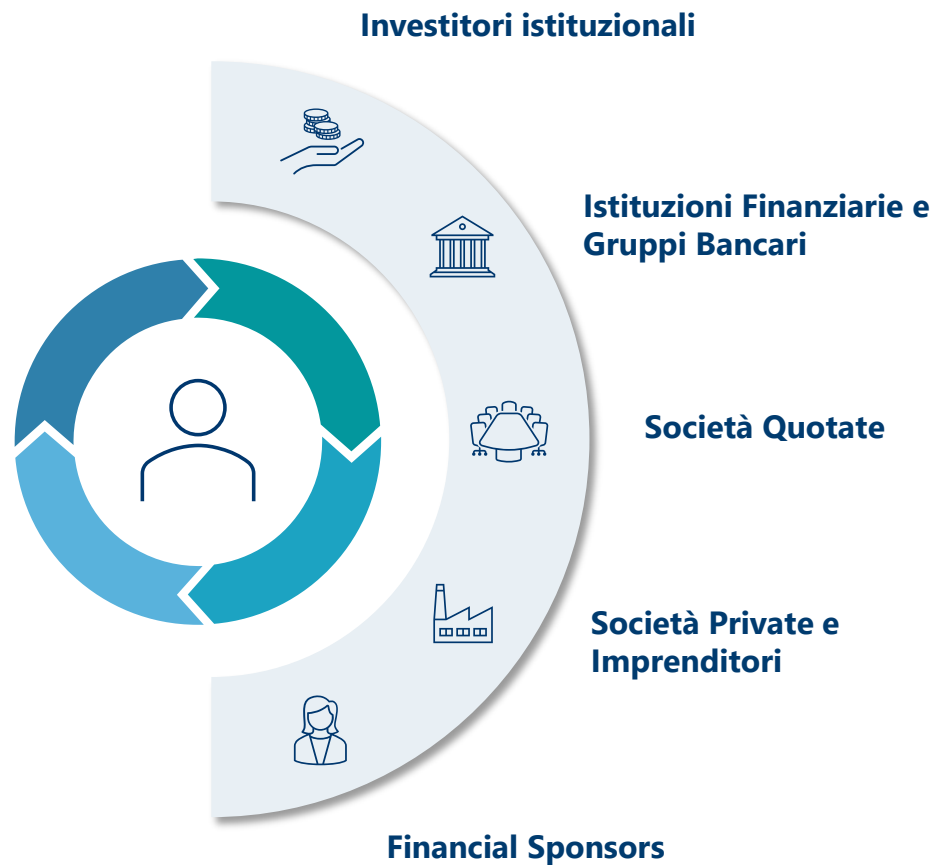 Investitori istituzionali
Istituzioni Finanziarie e
Gruppi Bancari
Società Quotate
Società Private e
Imprenditori
Financial Sponsors